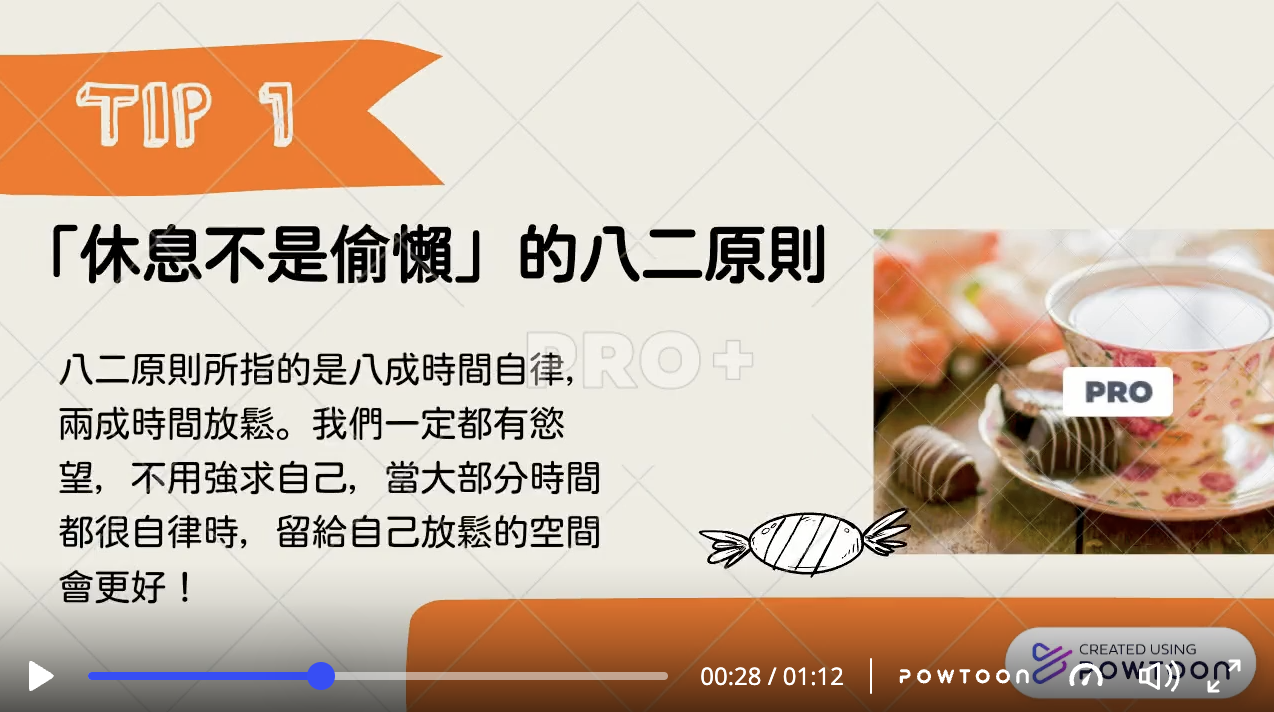 TIP 1
「休息不是偷懶」的八二原則
八二原則所指的是八成時間自律,
兩成時間放鬆。我們一定都有慾
望，不用強求自己，當大部分時間
都很自律時，留給自己放鬆的空間
會更好！
PRO+
PRO
00:28 / 01:12
POWTOON
CREATED USING
POWTOON